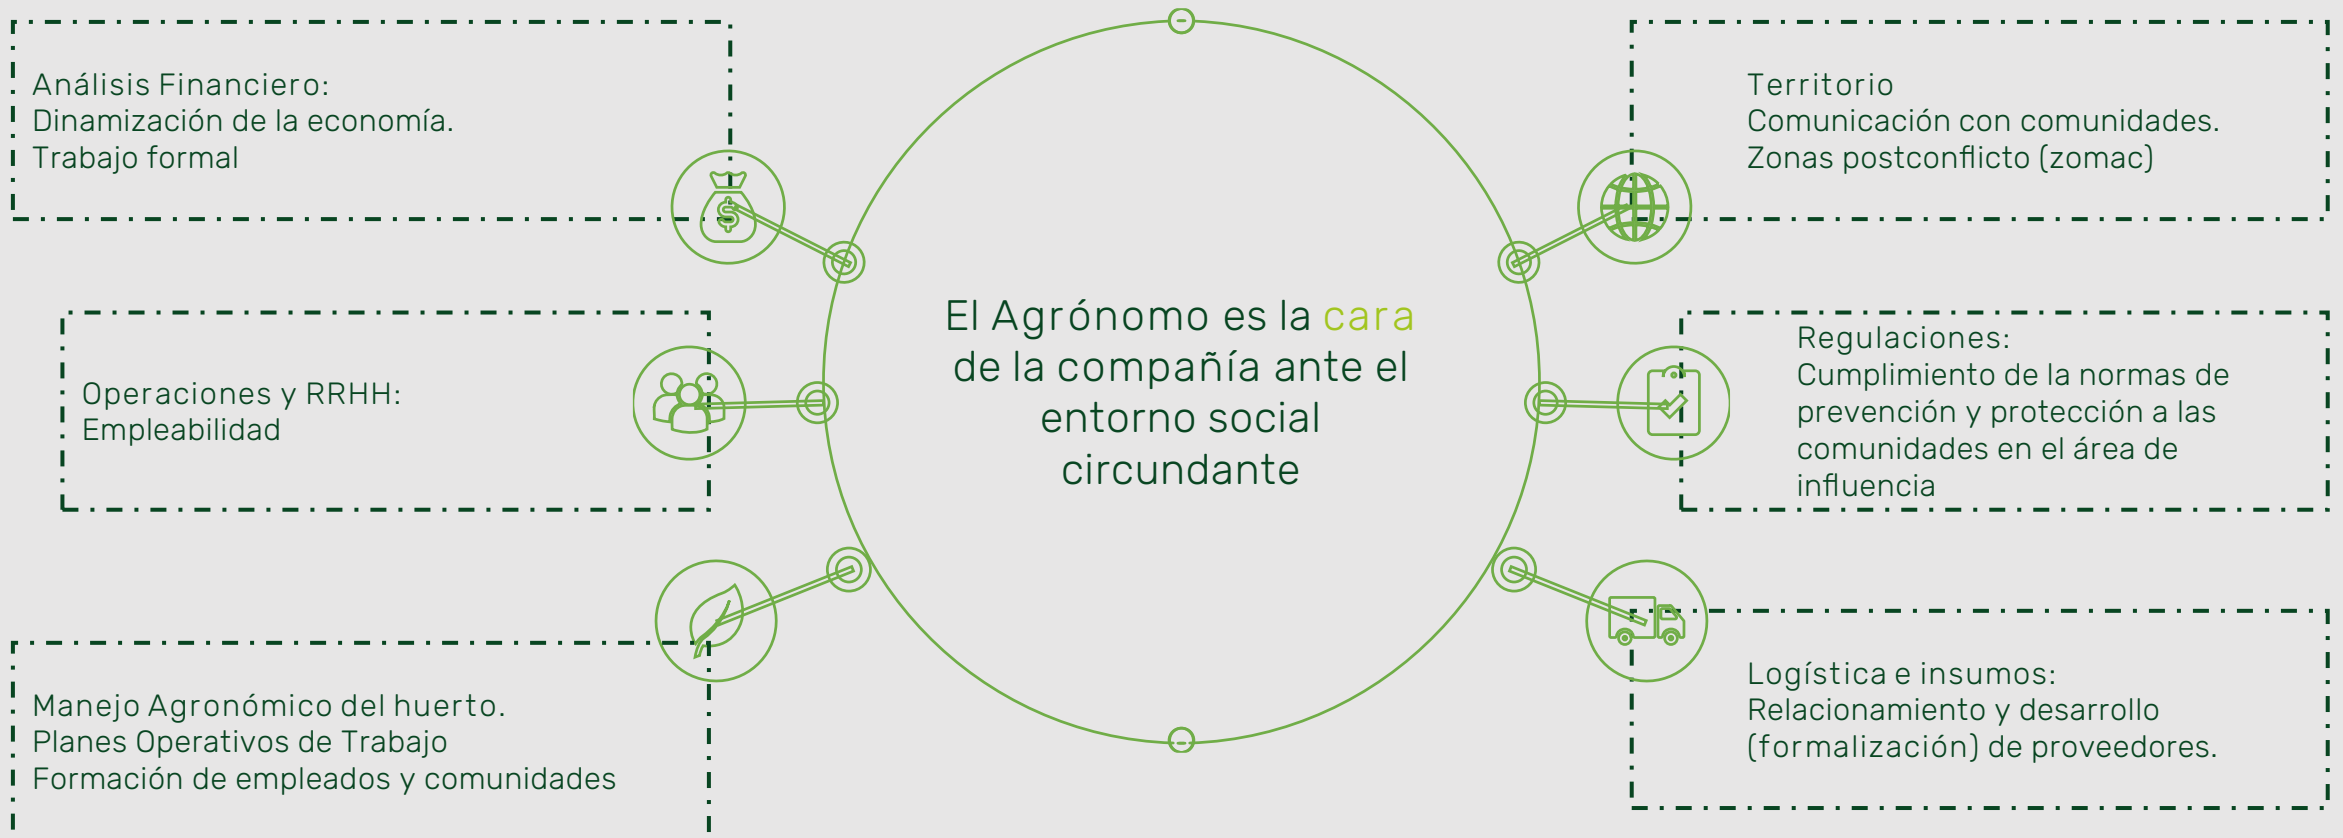 Análisis Financiero:
Dinamización de la economía.
Trabajo formal
Operaciones y RRHH:
Empleabilidad
Manejo Agronómico del huerto.
Planes Operativos de Trabajo
Formación de empleados y comunidades
El Agrónomo es la cara
de la compañía ante el
entorno social
circundante
Territorio
Comunicación con comunidades.
Zonas postconflicto (zomac)
Regulaciones:
Cumplimiento de la normas de
prevención y protección a las
comunidades en el área de
influencia
Logística e insumos:
Relacionamiento y desarrollo
(formalización) de proveedores.